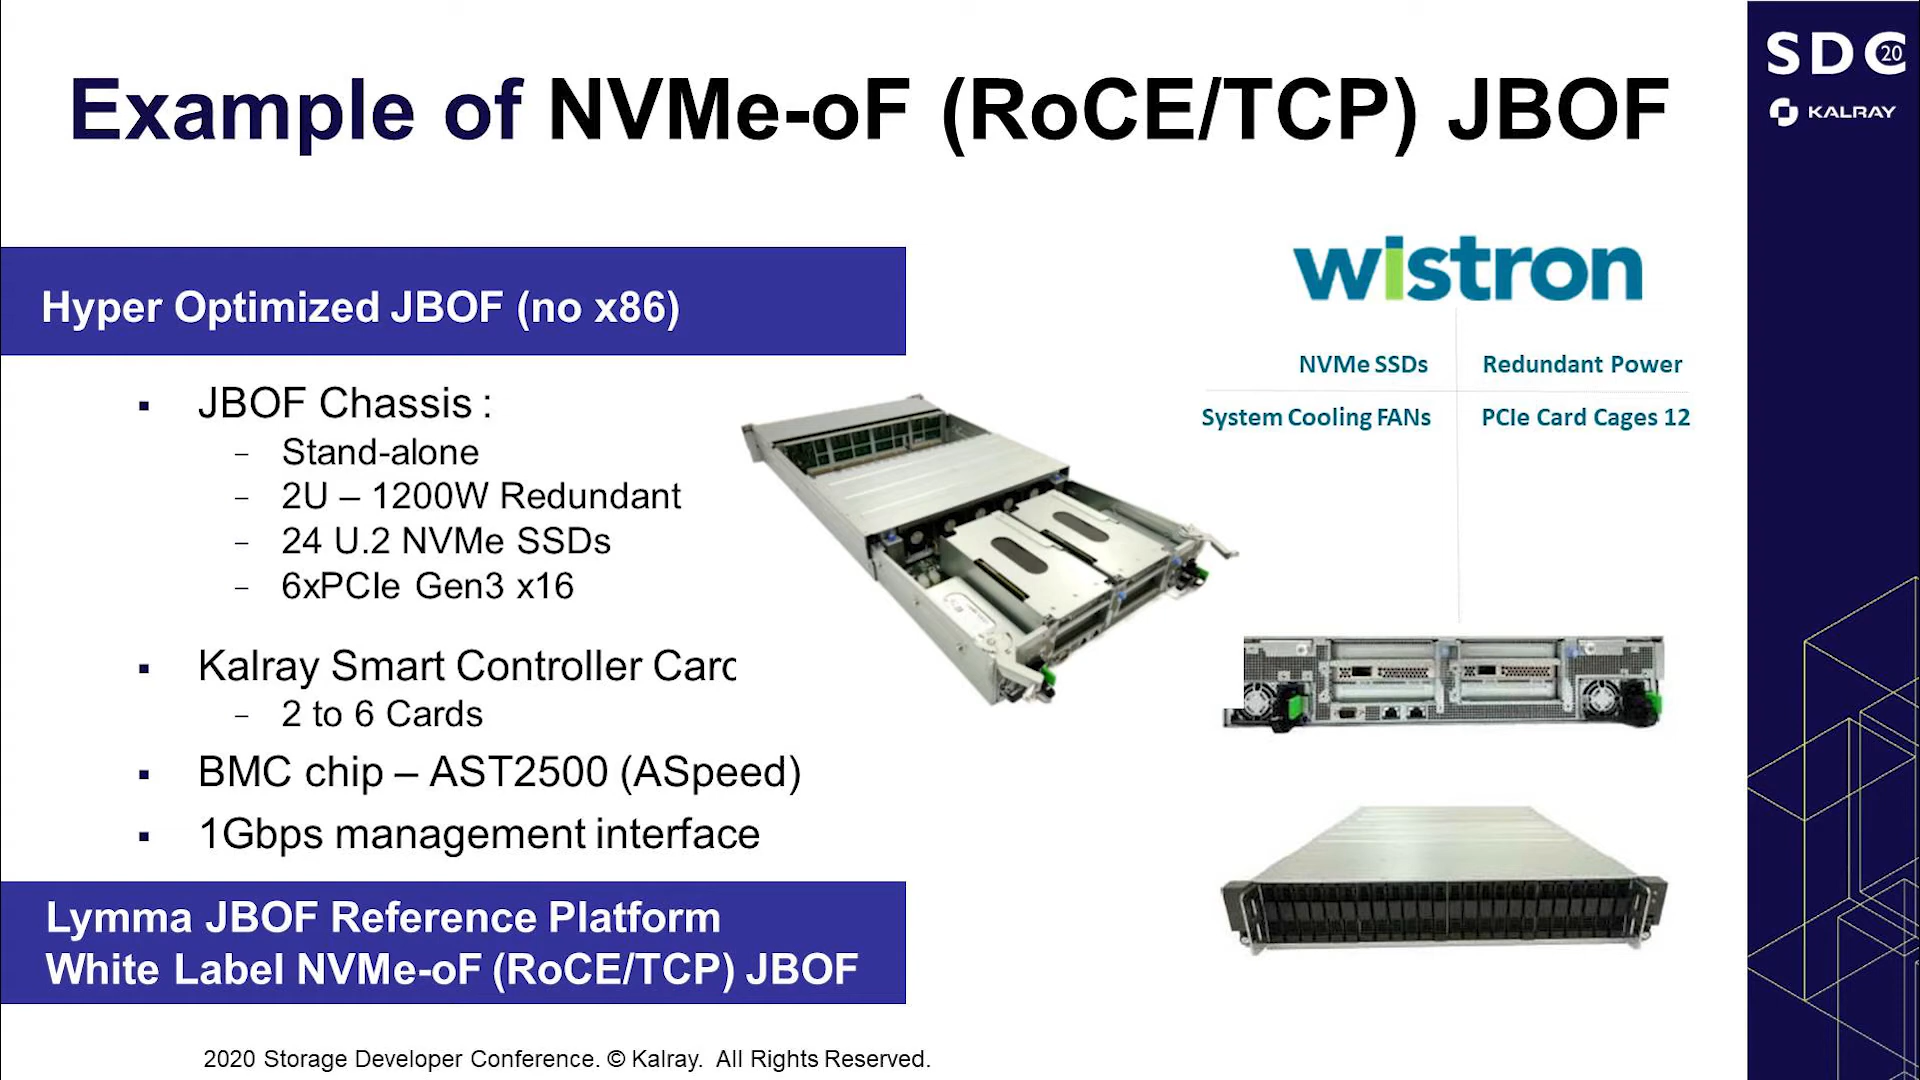 Example of NVMe-oF (RoCE/TCP) JBOF
SDC 20
KALRAY
Hyper Optimized JBOF (no x86)
▪ JBOF Chassis :
– Stand-alone
– 2U – 1200W Redundant
– 24 U.2 NVMe SSDs
– 6xPCIe Gen3 x16
▪ Kalray Smart Controller Card
– 2 to 6 Cards
▪ BMC chip – AST2500 (ASpeed)
▪ 1Gbps management interface
Lymma JBOF Reference Platform
White Label NVMe-oF (RoCE/TCP) JBOF
wistron
NVMe SSDs
Redundant Power
System Cooling FANs
PCIe Card Cages 12
2020 Storage Developer Conference. © Kalray. All Rights Reserved.